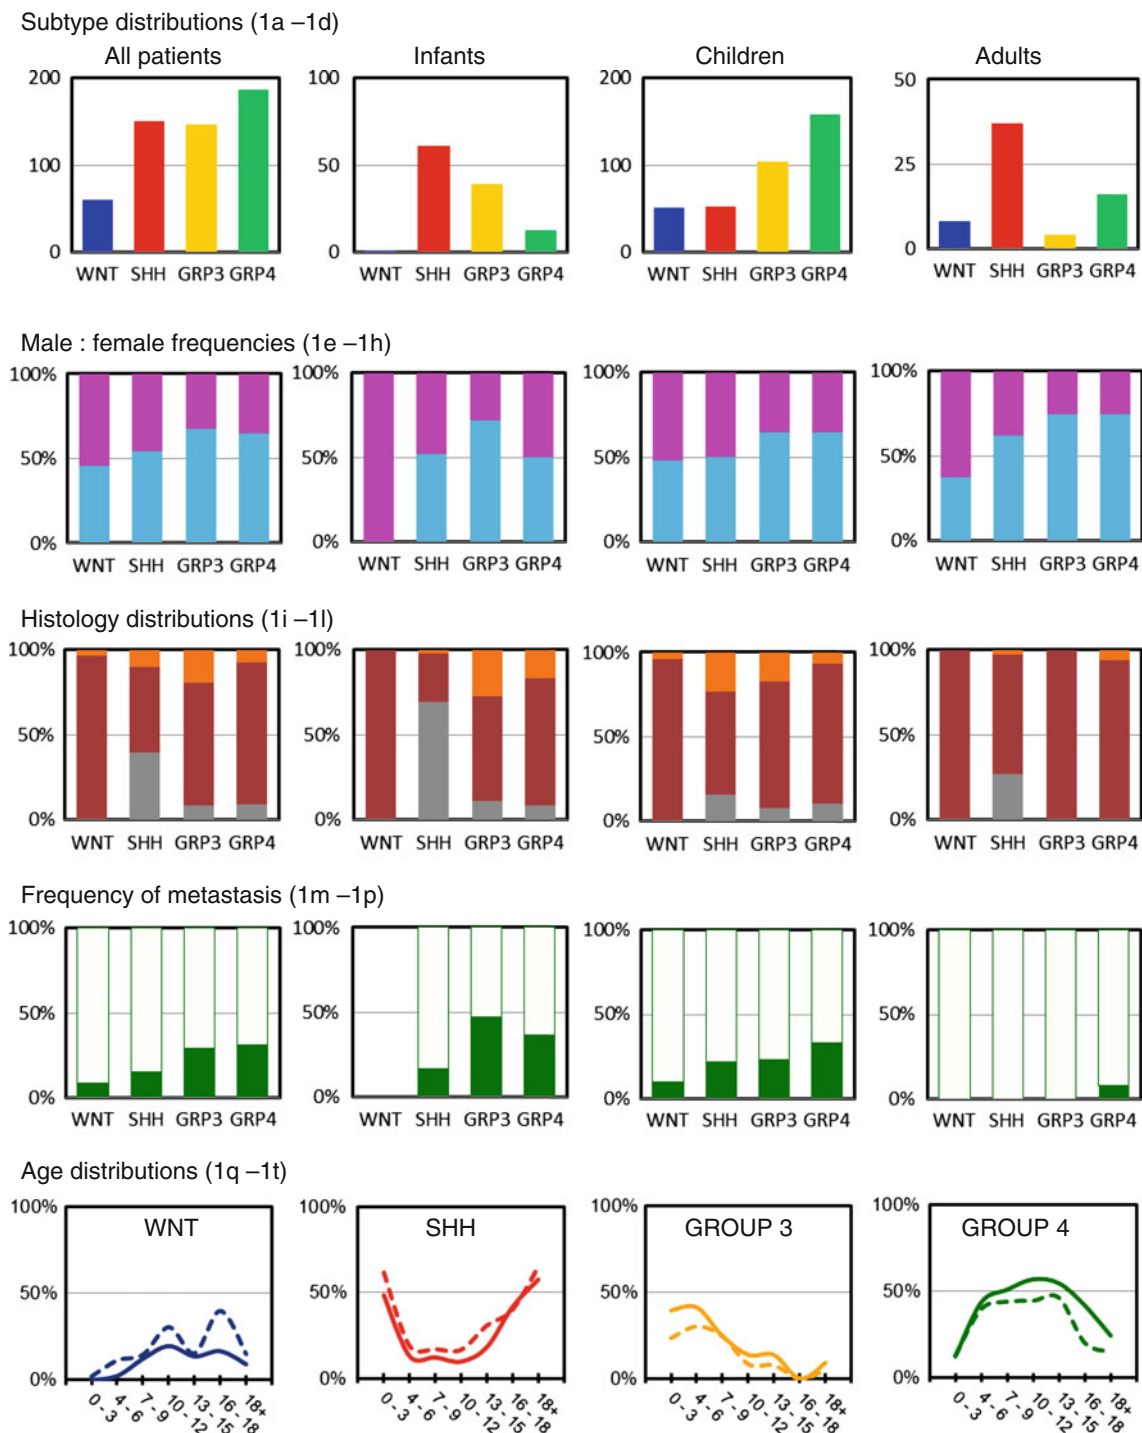 Subtype distributions (1a –1d)
All patients Infants Children Adults
200 100 200 50
100 50 100 25
0 0 0 0
WNT SHH GRP3 GRP4 WNT SHH GRP3 GRP4 WNT SHH GRP3 GRP4 WNT SHH GRP3 GRP4
Male : female frequencies (1e –1h)
100% 100% 100% 100%
50% 50% 50% 50%
0% 0% 0% 0%
WNT SHH GRP3 GRP4 WNT SHH GRP3 GRP4 WNT SHH GRP3 GRP4 WNT SHH GRP3 GRP4
Histology distributions (1i –1l)
100% 100% 100% 100%
50% 50% 50% 50%
0% 0% 0% 0%
WNT SHH GRP3 GRP4 WNT SHH GRP3 GRP4 WNT SHH GRP3 GRP4 WNT SHH GRP3 GRP4
Frequency of metastasis (1m –1p)
100% 100% 100% 100%
50% 50% 50% 50%
0% 0% 0% 0%
WNT SHH GRP3 GRP4 WNT SHH GRP3 GRP4 WNT SHH GRP3 GRP4 WNT SHH GRP3 GRP4
Age distributions (1q –1t)
100% 100% 100% 100%
WNT SHH GROUP 3 GROUP 4
50% 50% 50% 50%
0% 0% 0% 0%
0 - 3 4 - 6 7 - 9 10 - 12 13 - 15 16 - 18 18+ 0 - 3 4 - 6 7 - 9 10 - 12 13 - 15 16 - 18 18+ 0 - 3 4 - 6 7 - 9 10 - 12 13 - 15 16 - 18 18+ 0 - 3 4 - 6 7 - 9 10 - 12 13 - 15 16 - 18 18+